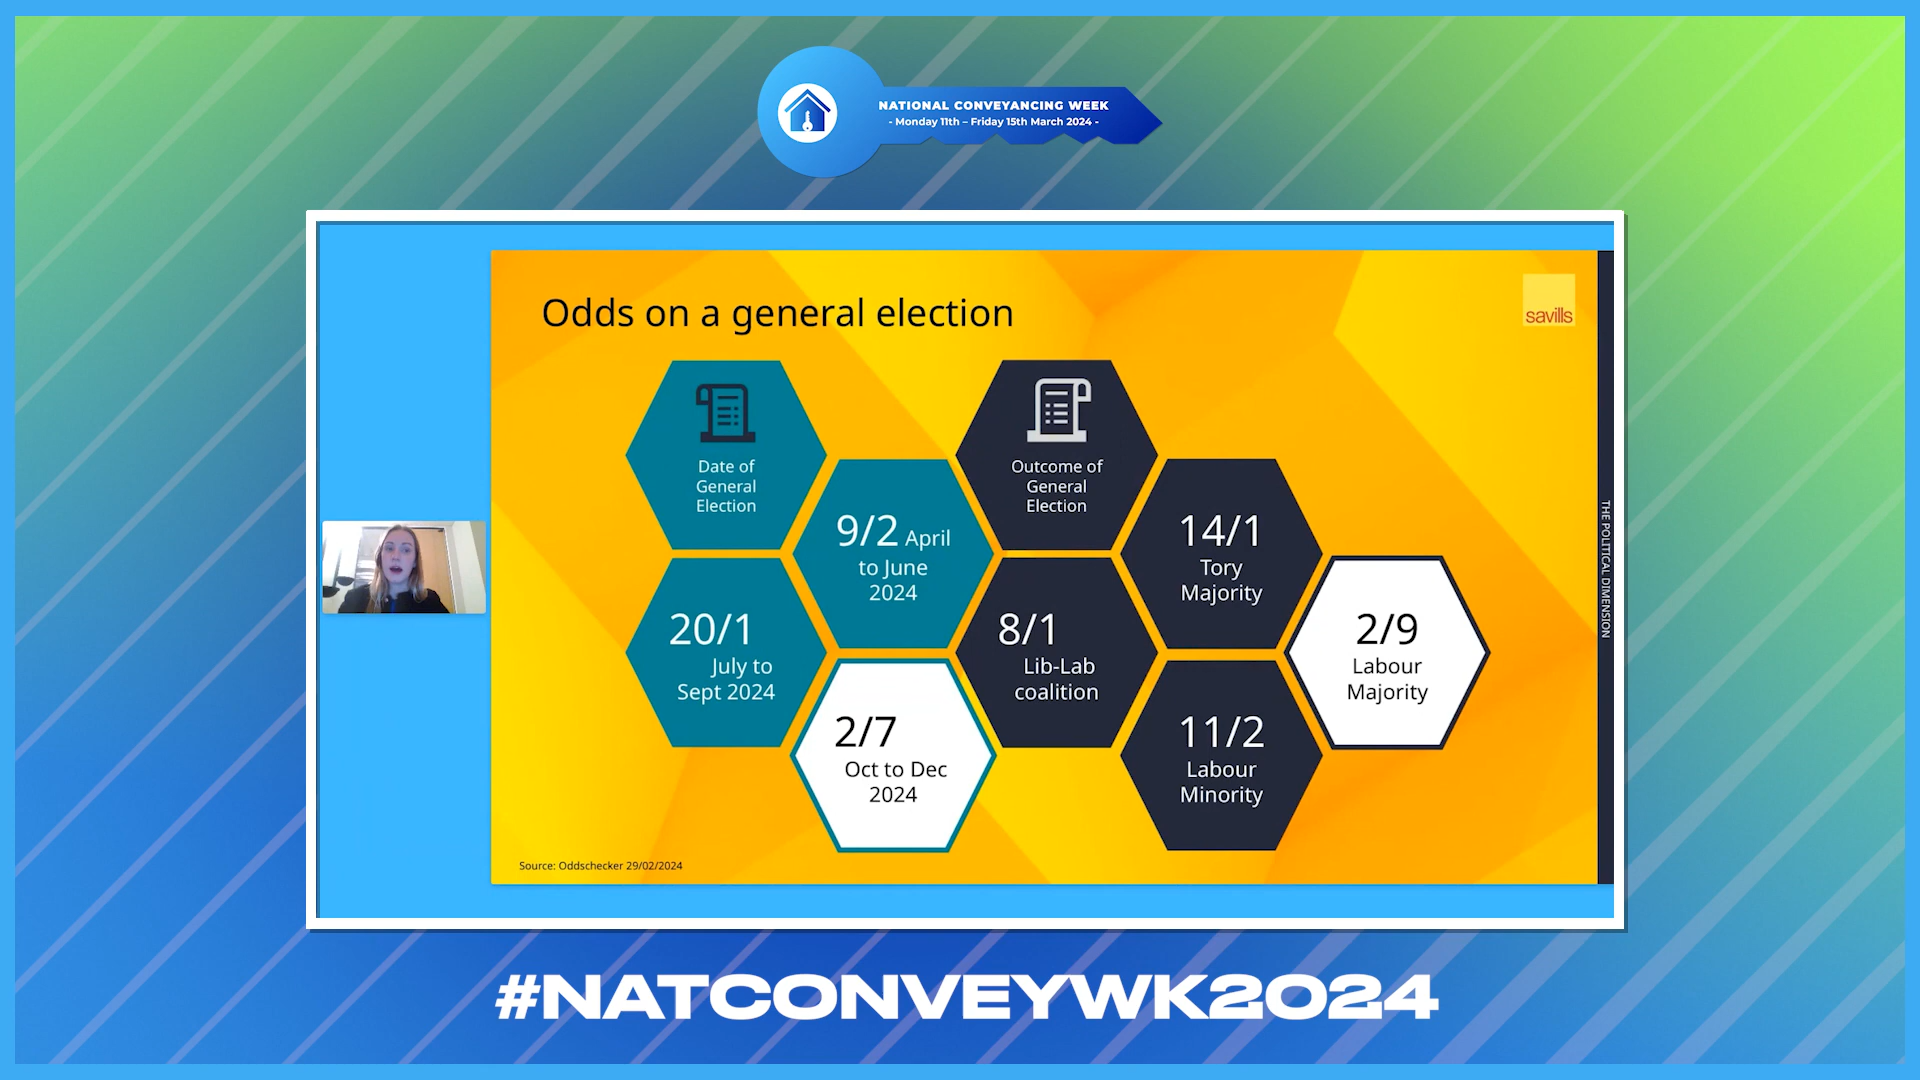 NATIONAL CONVEYANCING WEEK
- Monday 11th – Friday 15th March 2024 -
Odds on a general election
savills
Date of
General
Election
9/2 April
to June
2024
20/1
July to
Sept 2024
2/7
Oct to Dec
2024
Outcome of
General
Election
14/1
Tory
Majority
8/1
Lib-Lab
coalition
11/2
Labour
Minority
2/9
Labour
Majority
THE POLITICAL DIMENSION
Source: Oddschecker 29/02/2024
#NATCONVEYWK2024